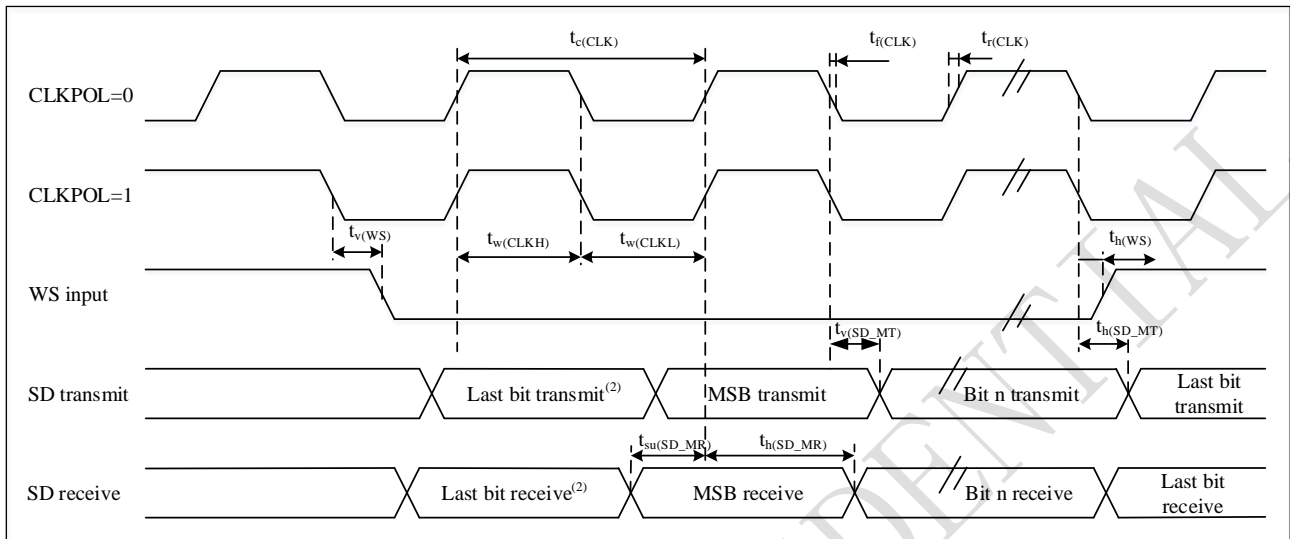 t_c(CLK)
t_f(CLK)
t_r(CLK)
CLKPOL=0
CLKPOL=1
t_v(WS)
t_w(CLKH)
t_w(CLKL)
t_h(WS)
WS input
t_v(SD_MT)
t_h(SD_MT)
SD transmit
Last bit transmit(2)
MSB transmit
Bit n transmit
Last bit
transmit
t_su(SD_MR)
t_h(SD_MR)
SD receive
Last bit receive(2)
MSB receive
Bit n receive
Last bit
receive
DENTIAL